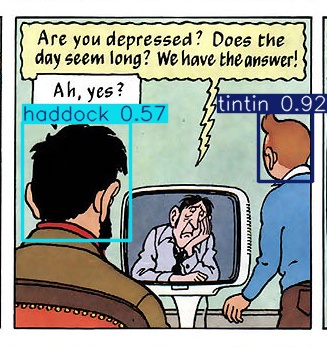 Are you depressed? Does the
day seem long? We have the answer!
Ah, yes?
haddock 0.57
tintin 0.92